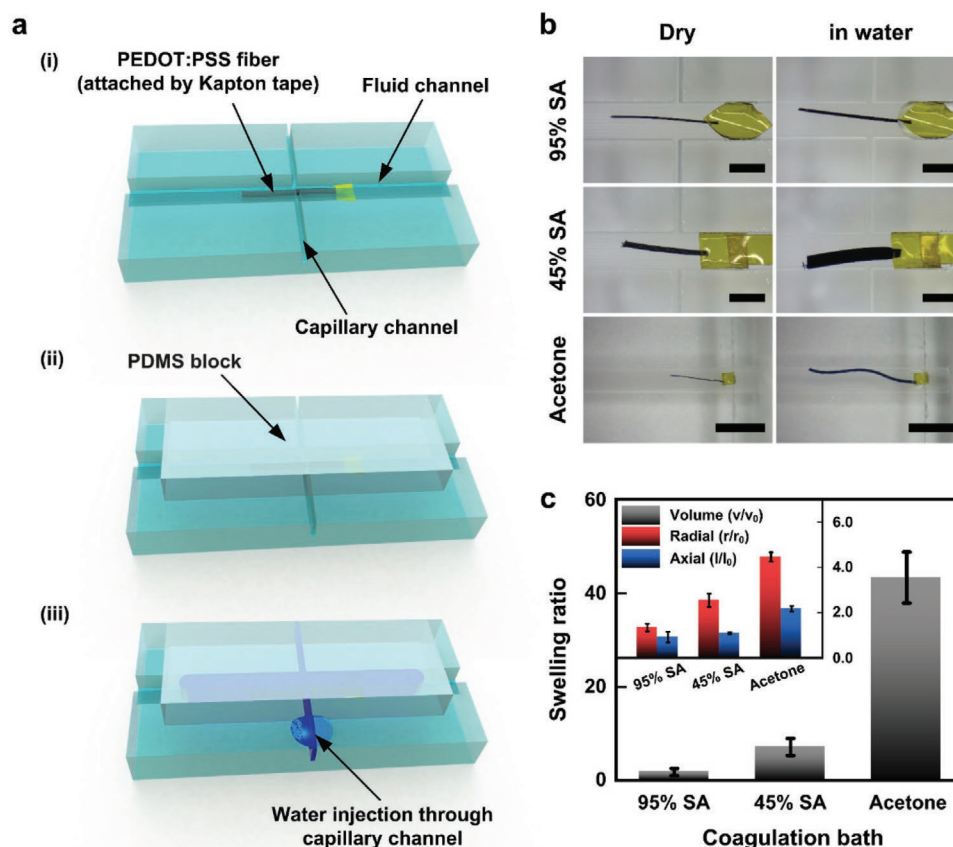 a
(i)
PEDOT:PSS fiber
(attached by Kapton tape)
Fluid channel
Capillary channel
(ii)
PDMS block
(iii)
Water injection through
capillary channel
b
Dry
in water
95% SA
45% SA
Acetone
c
Swelling ratio
60
40
20
0
Volume (v/v₀)
Radial (r/r₀)
Axial (l/l₀)
6.0
4.0
2.0
0.0
95% SA
45% SA
Acetone
95% SA
45% SA
Acetone
Coagulation bath